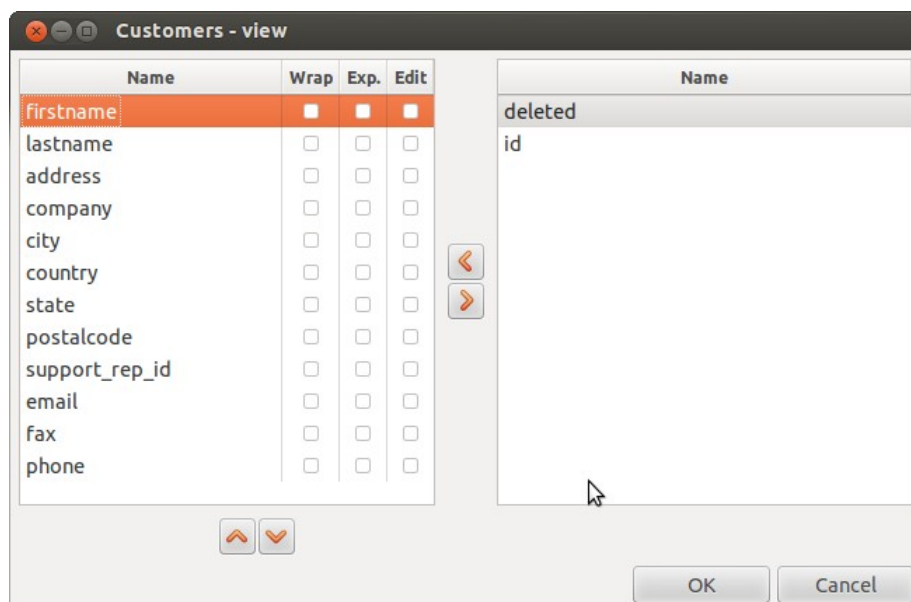 Customers - view
Name Wrap Exp. Edit
firstname
lastname
address
company
city
country
state
postalcode
support_rep_id
email
fax
phone
Name
deleted
id
OK Cancel